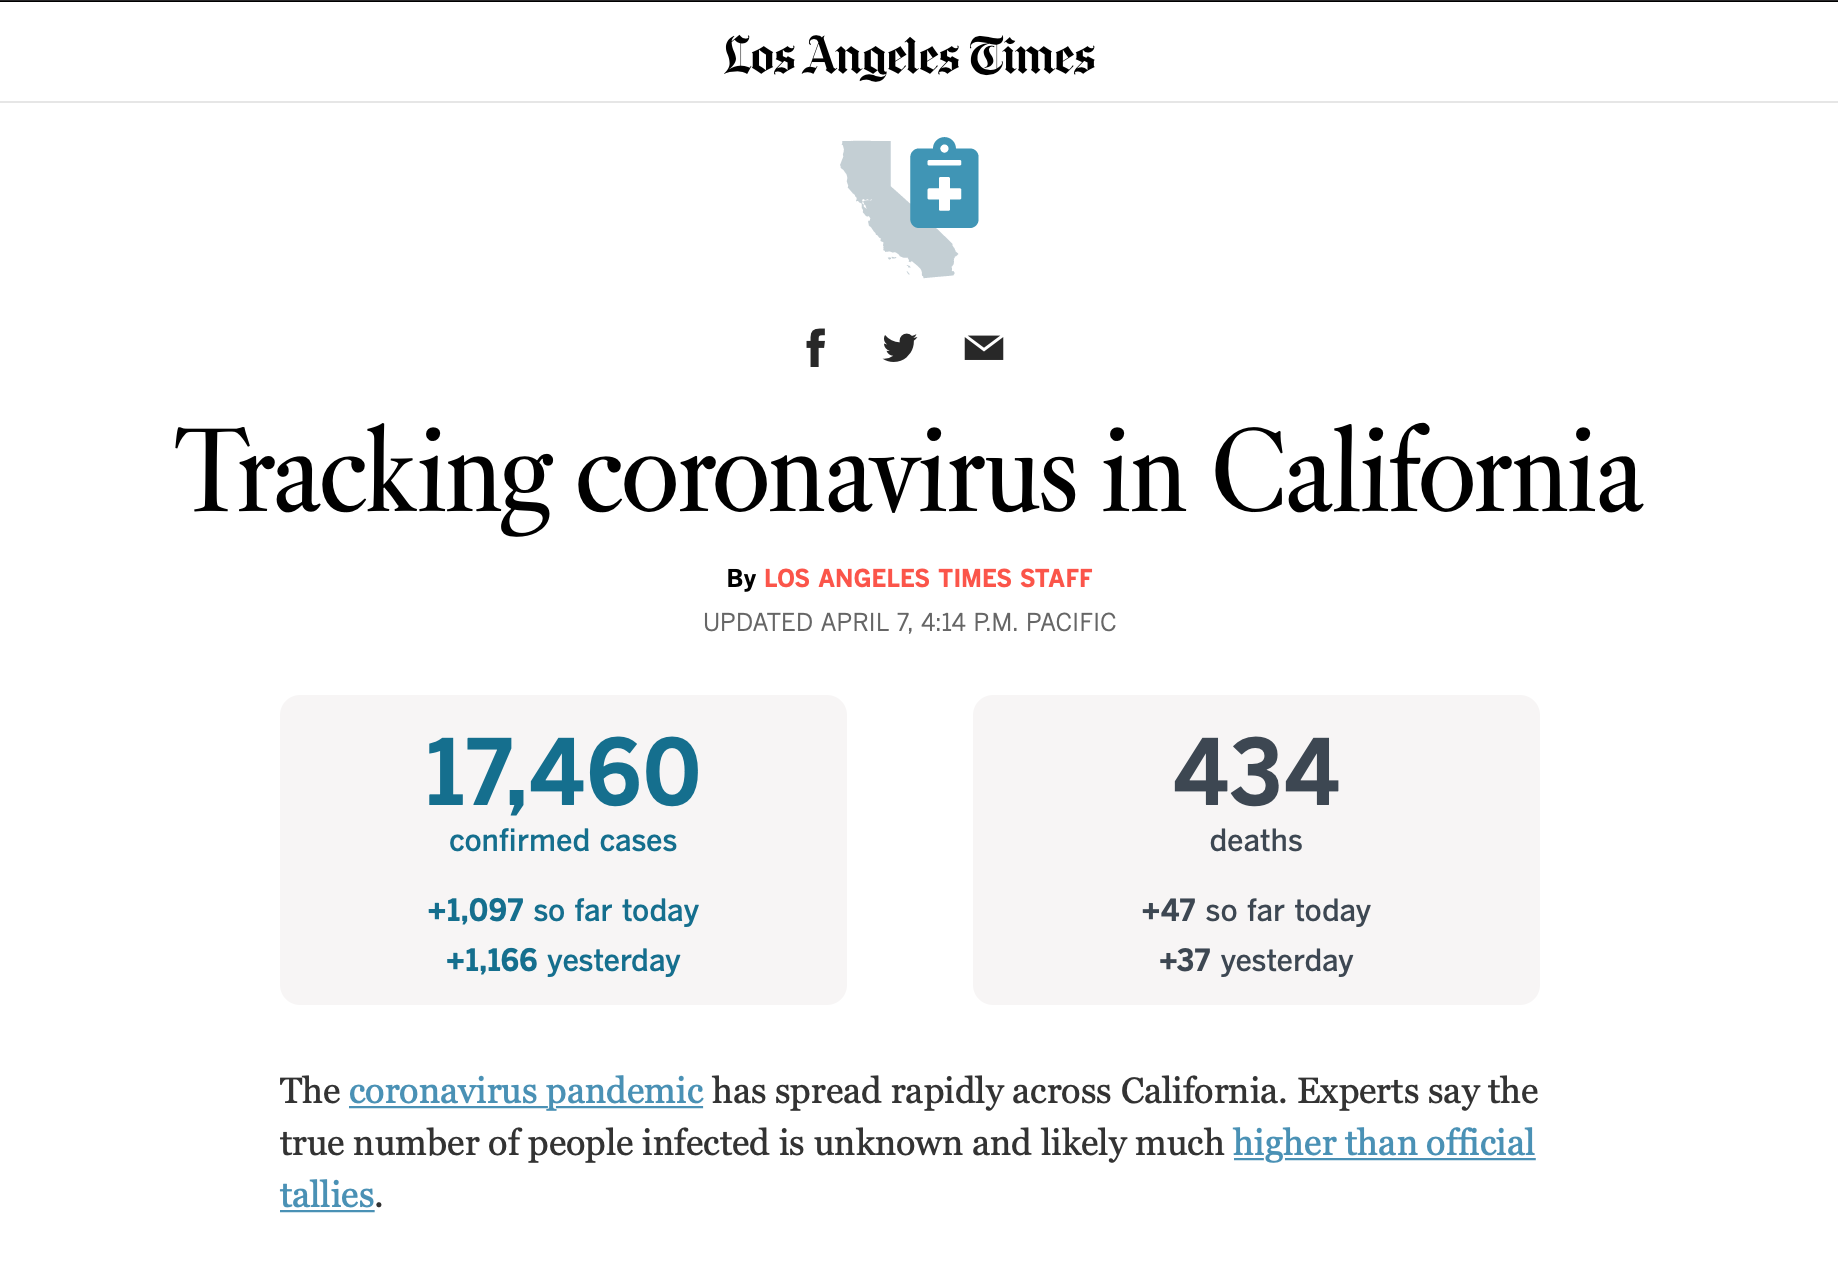 Los Angeles Times
Tracking coronavirus in California
By LOS ANGELES TIMES STAFF
UPDATED APRIL 7, 4:14 P.M. PACIFIC
17,460
confirmed cases
+1,097 so far today
+1,166 yesterday
434
deaths
+47 so far today
+37 yesterday
The coronavirus pandemic has spread rapidly across California. Experts say the
true number of people infected is unknown and likely much higher than official
tallies.